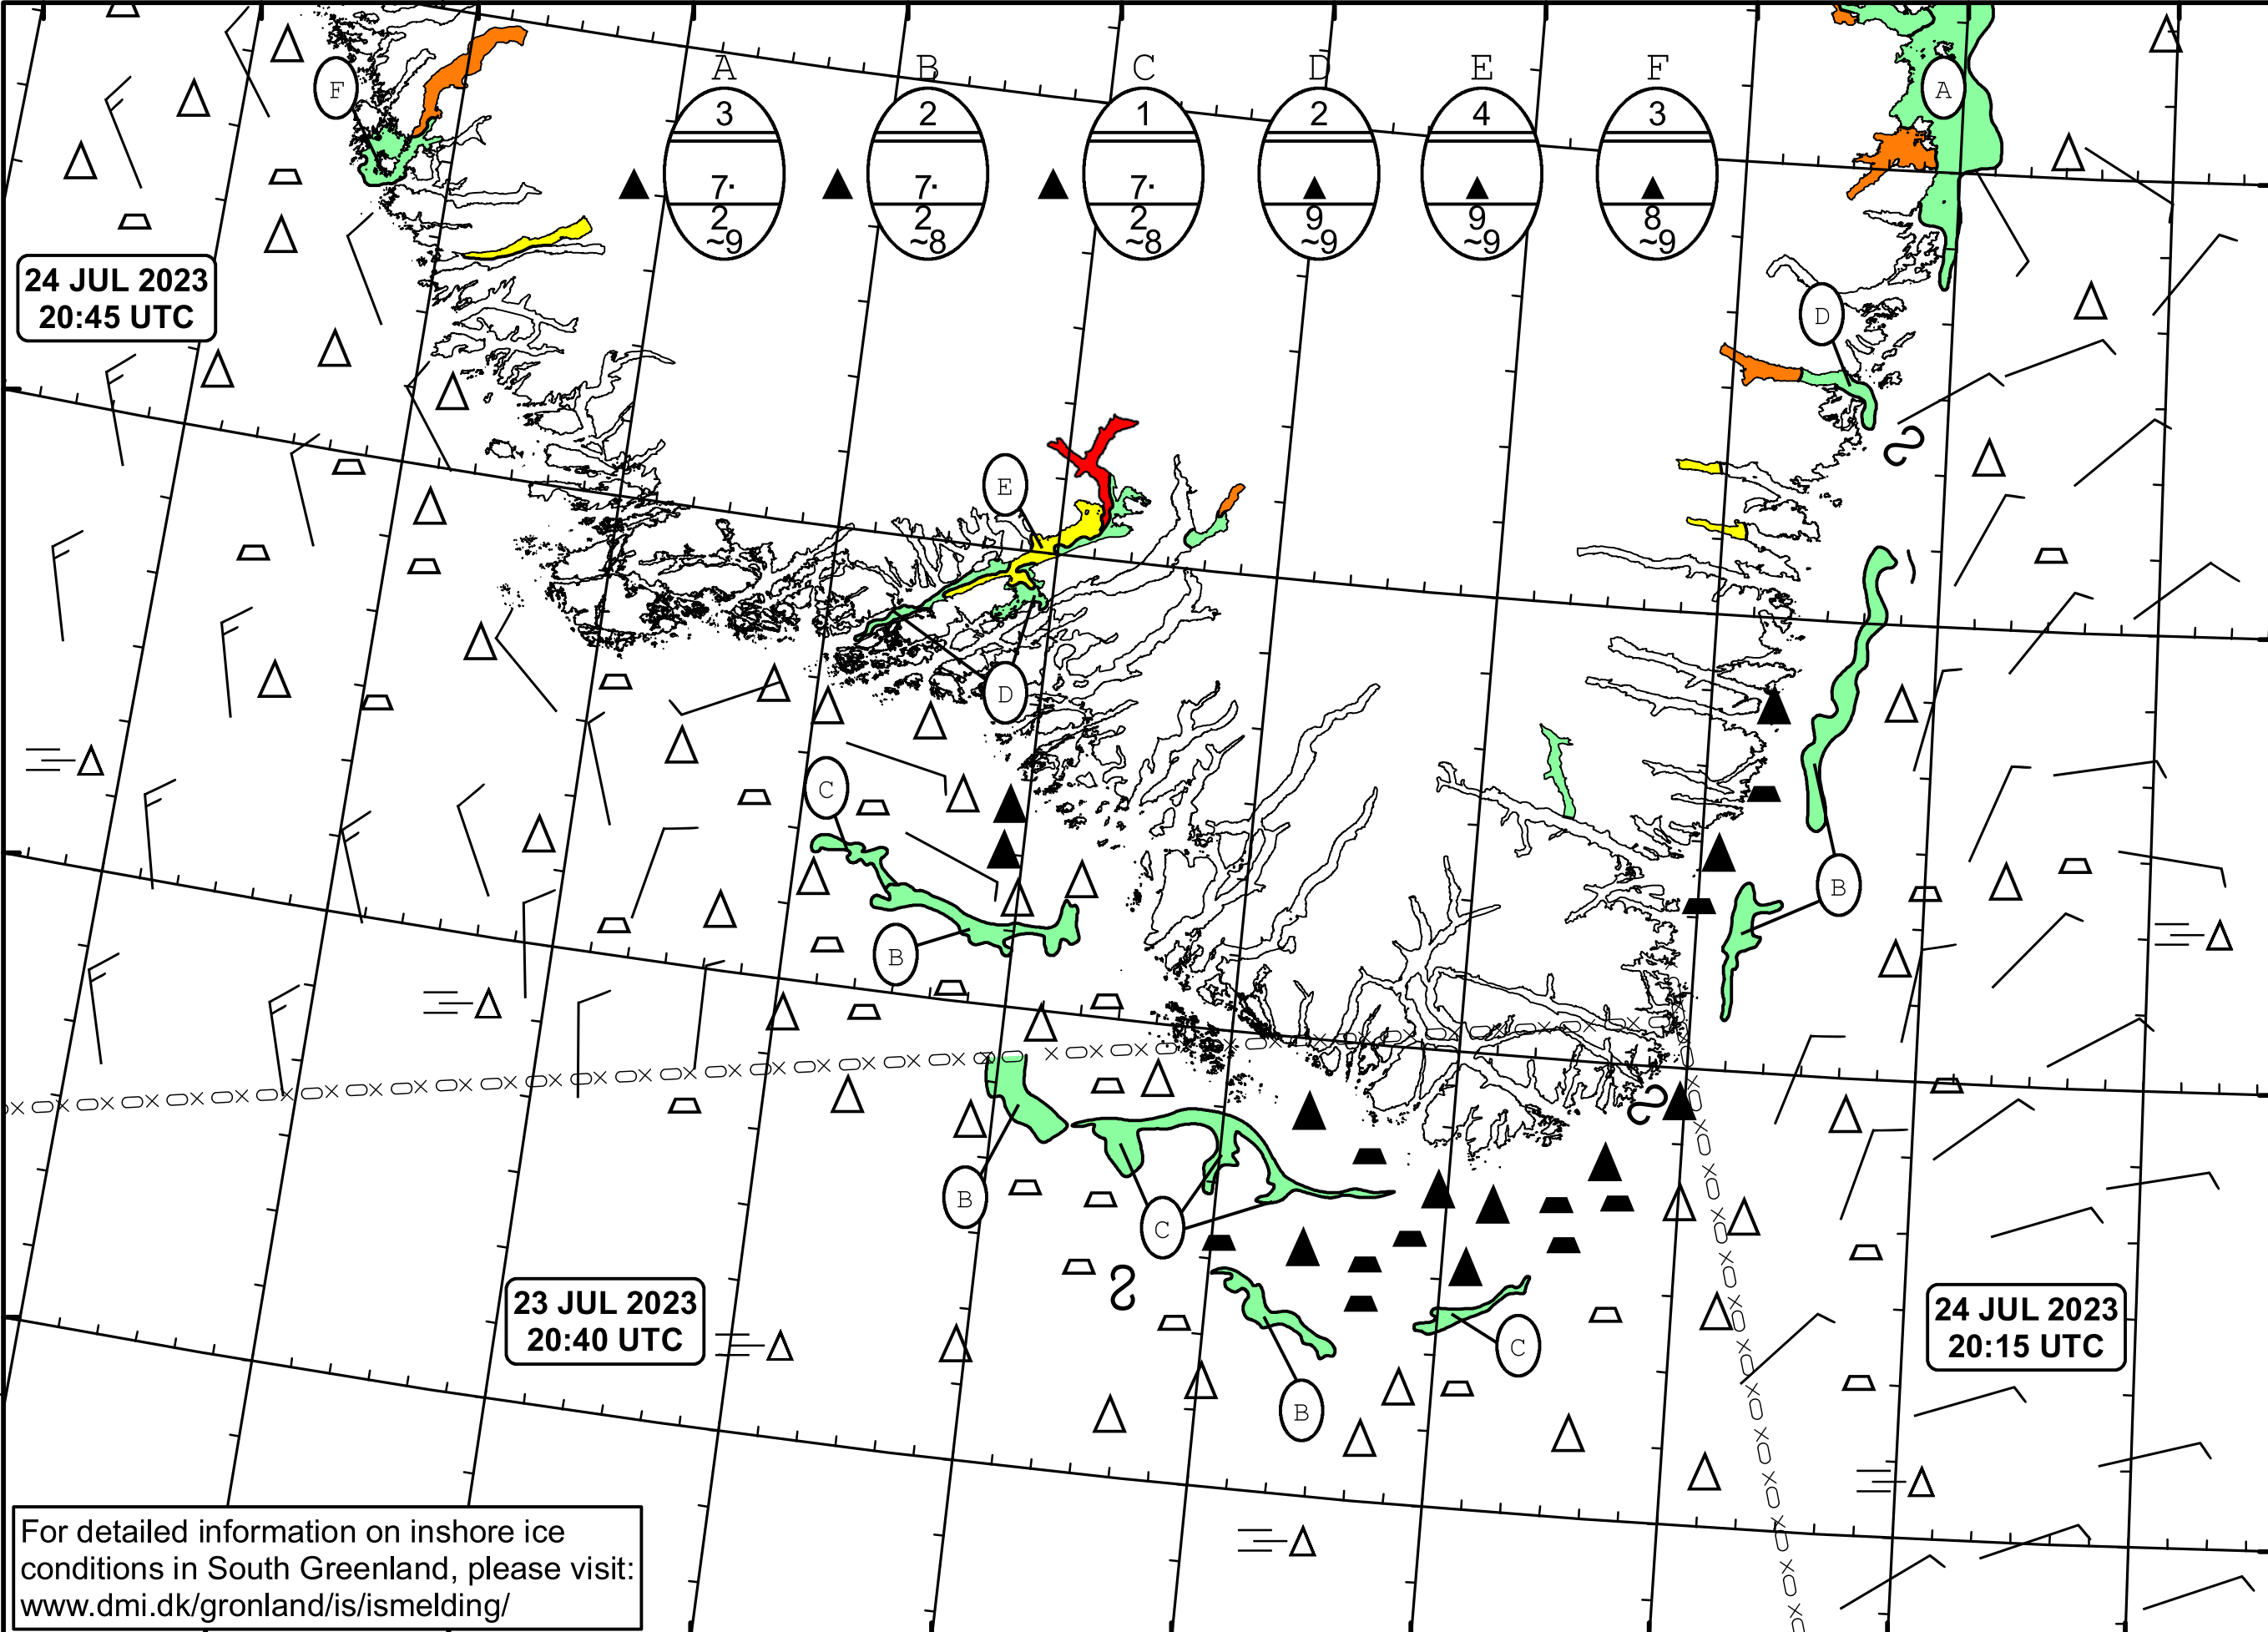 A B C D E F
3 2 1 2 4 3
7· 7· 7·
2 2 2 9 9 8
~9 ~8 ~8 ~9 ~9 ~9
F
A
24 JUL 2023
20:45 UTC
D
E
D
C
B
B
B
C
23 JUL 2023
20:40 UTC
24 JUL 2023
20:15 UTC
C
B
For detailed information on inshore ice
conditions in South Greenland, please visit:
www.dmi.dk/gronland/is/ismelding/